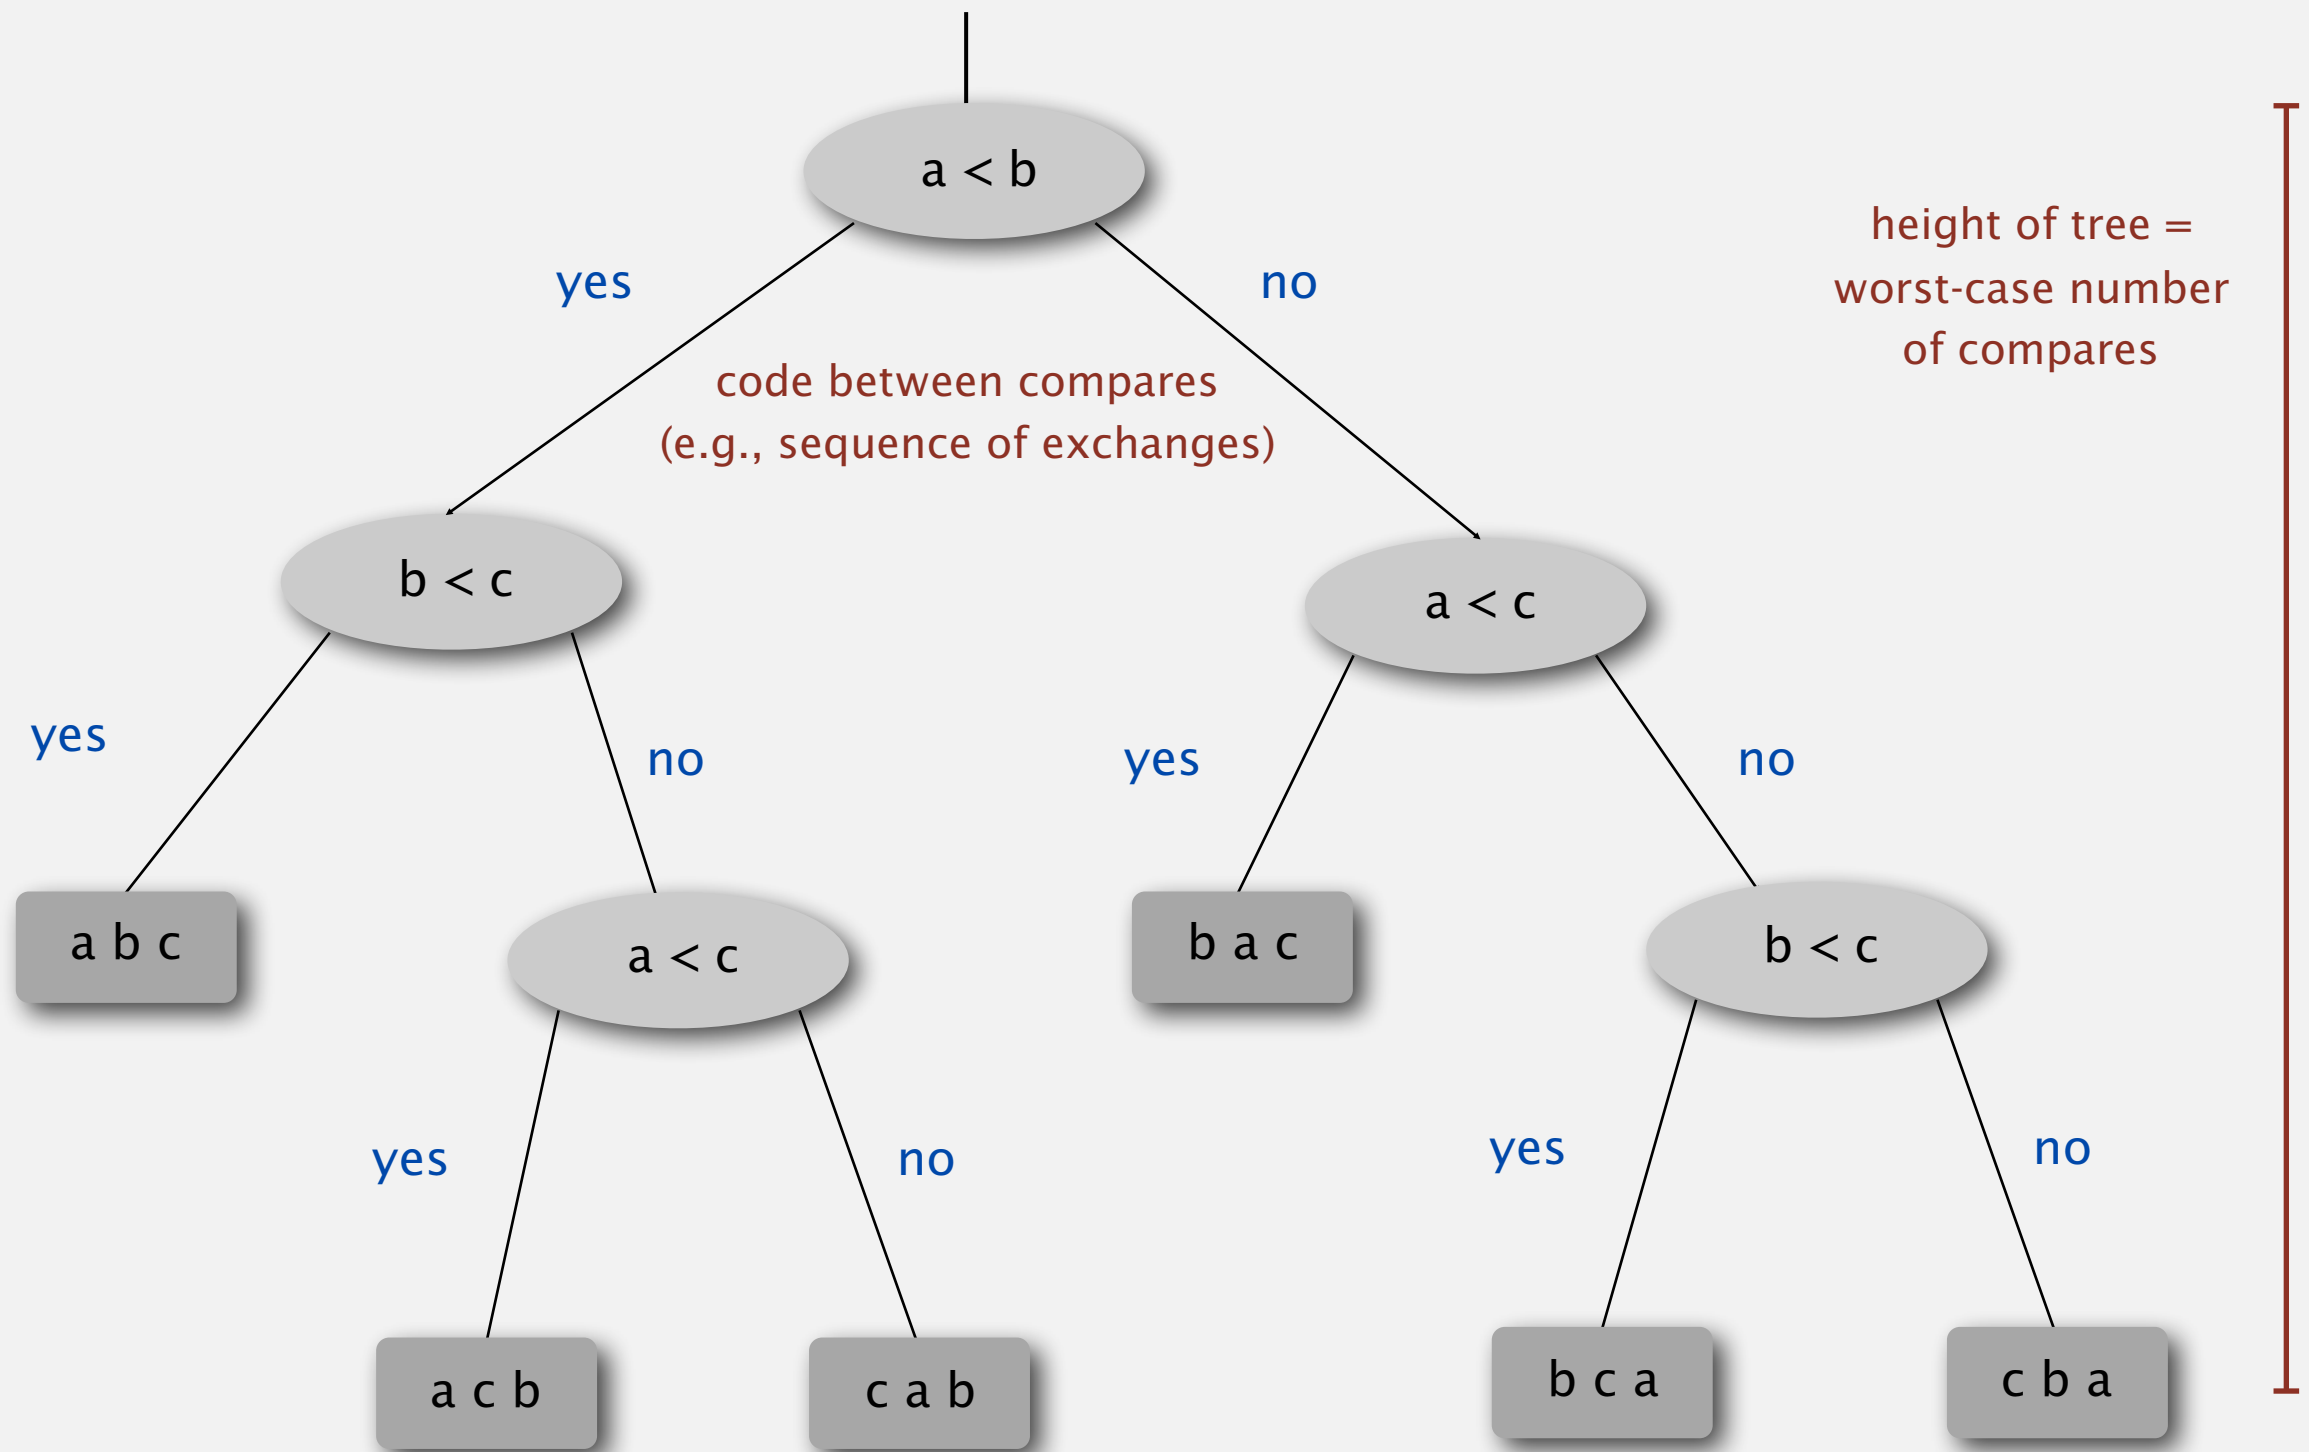 a < b
height of tree =
worst-case number
of compares
yes
no
code between compares
(e.g., sequence of exchanges)
b < c
a < c
yes
no
yes
no
a b c
a < c
b a c
b < c
yes
no
yes
no
a c b
c a b
b c a
c b a